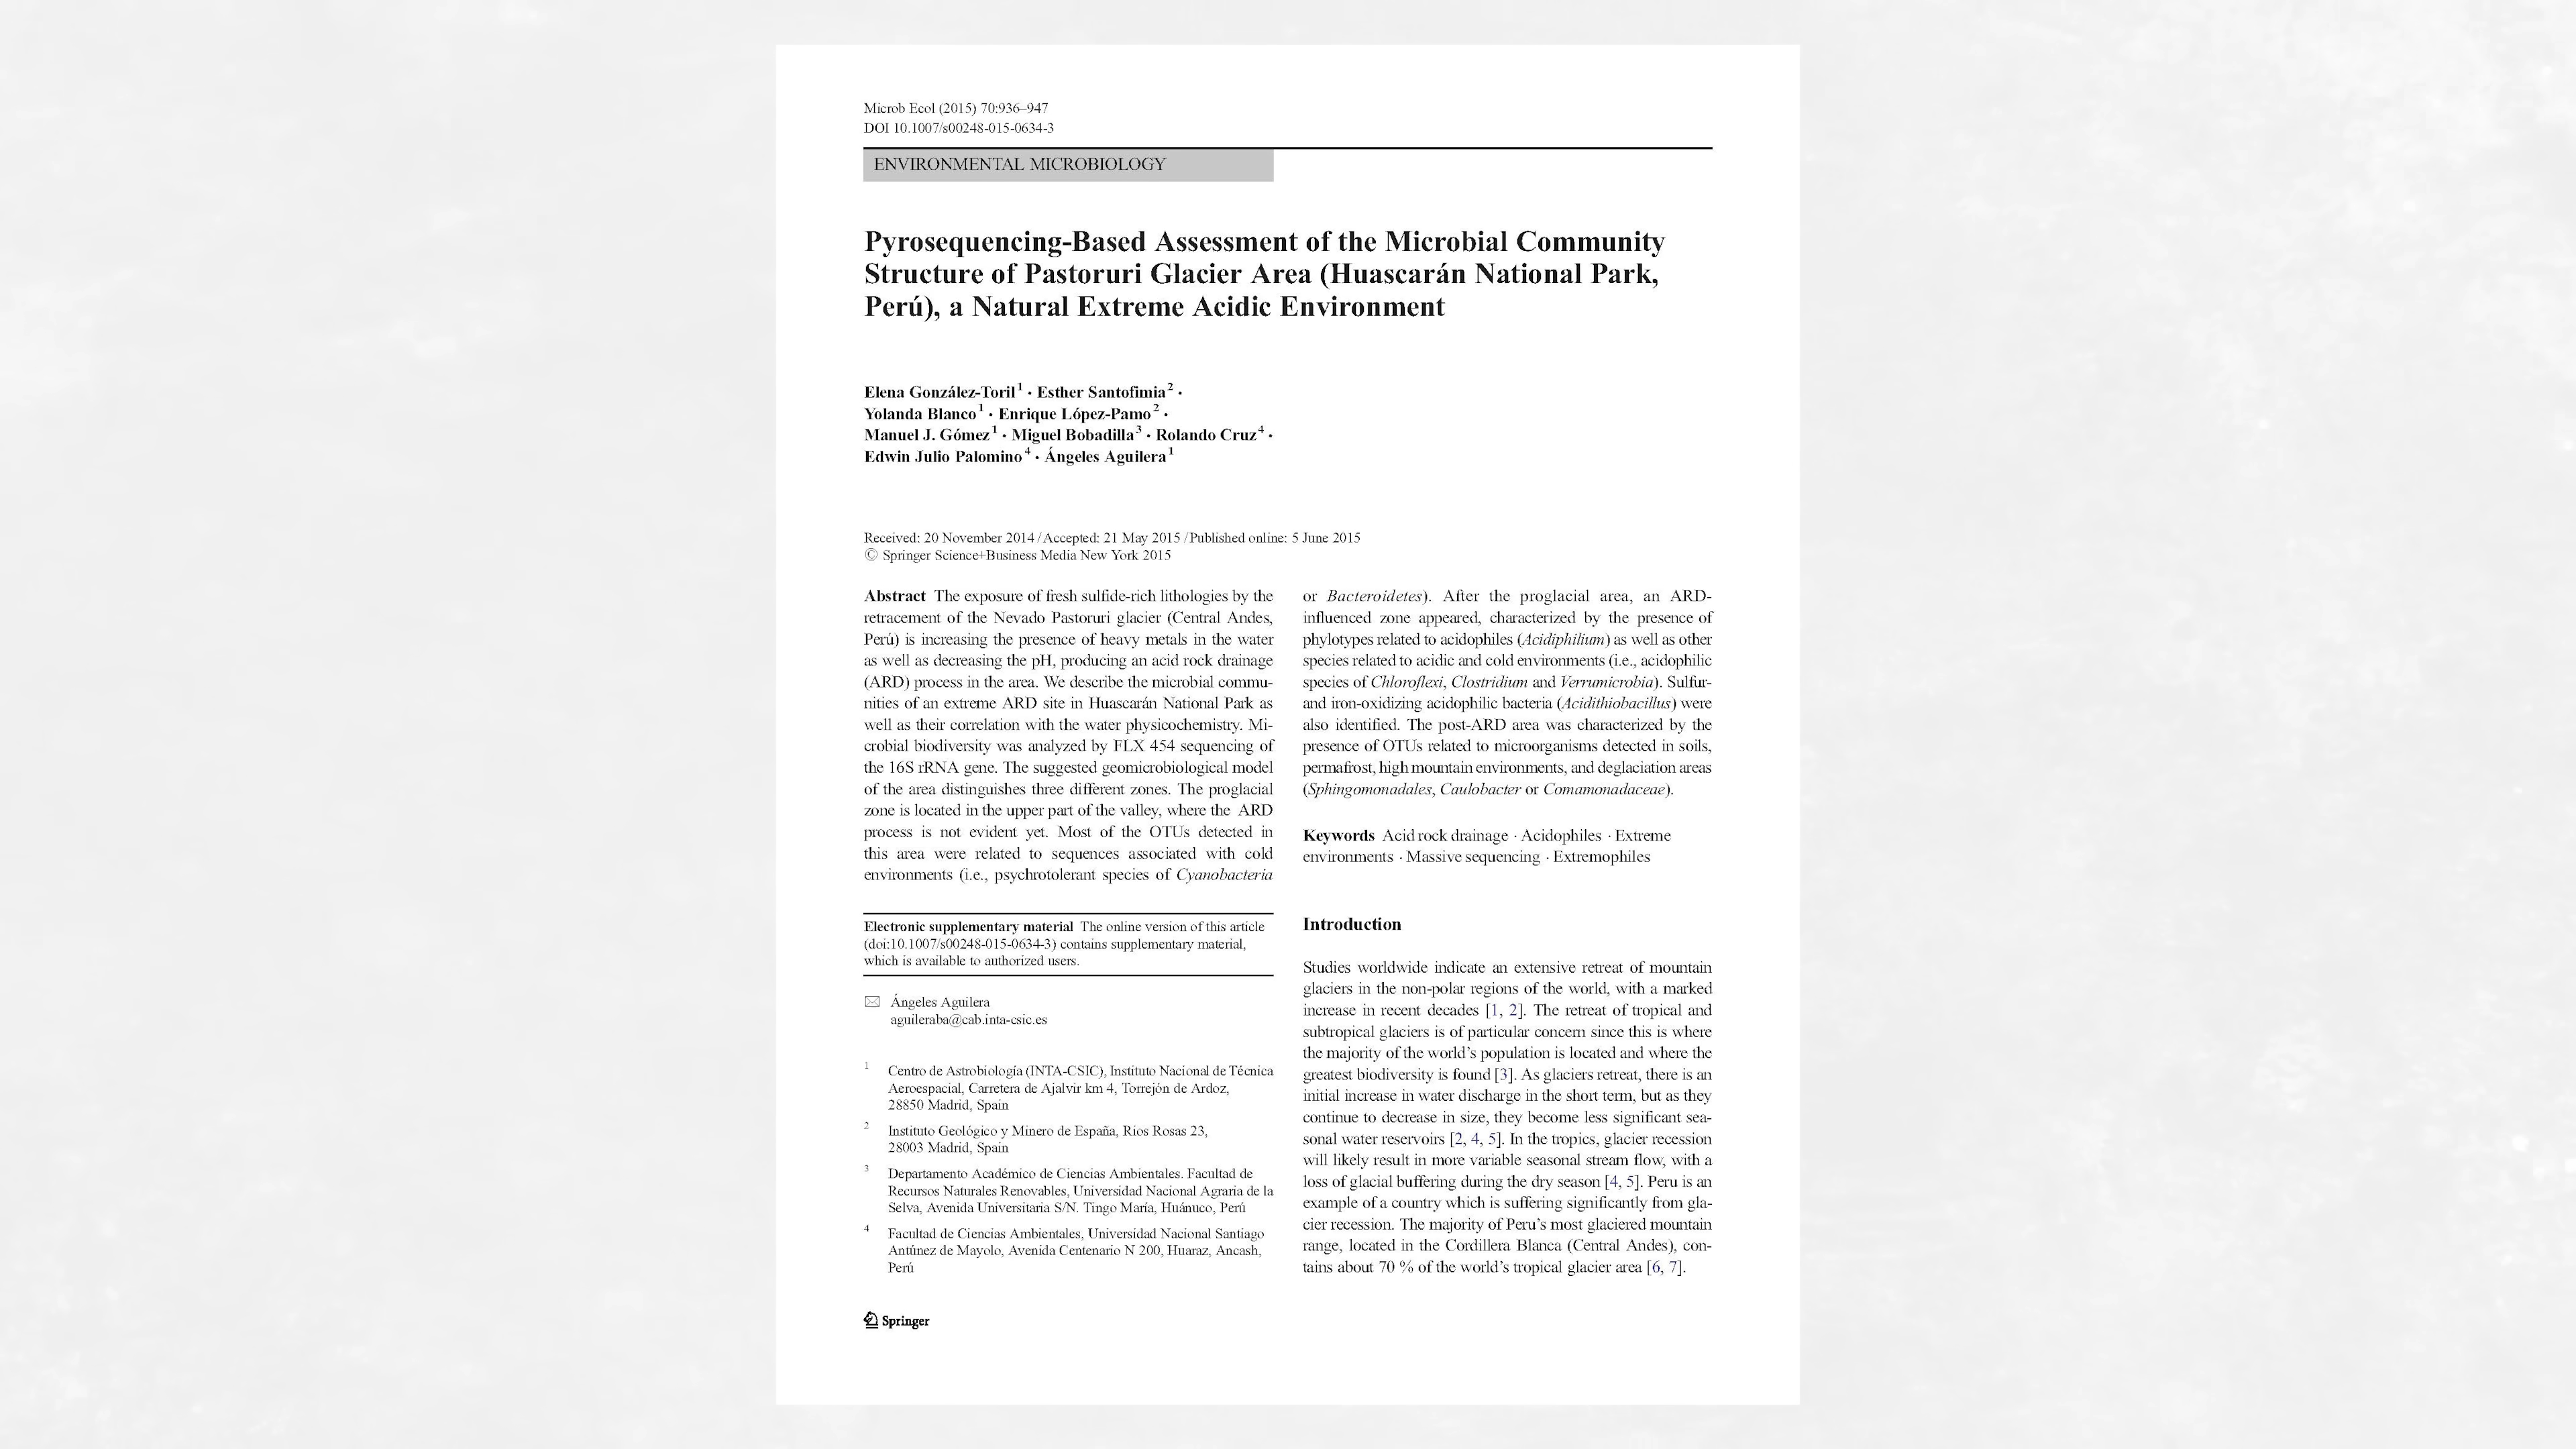 Microb Ecol (2015) 70:936–947
DOI 10.1007/s00248-015-0634-3
ENVIRONMENTAL MICROBIOLOGY
Pyrosequencing-Based Assessment of the Microbial Community
Structure of Pastoruri Glacier Area (Huascarán National Park,
Perú), a Natural Extreme Acidic Environment
Elena González-Toril 1 · Esther Santofimia 2 ·
Yolanda Blanco 1 · Enrique López-Pamo 2 ·
Manuel J. Gómez 1 · Miguel Bobadilla 3 · Rolando Cruz 4 ·
Edwin Julio Palomino 4 · Ángeles Aguilera 1
Received: 20 November 2014 / Accepted: 21 May 2015 / Published online: 5 June 2015
© Springer Science+Business Media New York 2015
Abstract The exposure of fresh sulfide-rich lithologies by the
retracement of the Nevado Pastoruri glacier (Central Andes,
Perú) is increasing the presence of heavy metals in the water
as well as decreasing the pH, producing an acid rock drainage
(ARD) process in the area. We describe the microbial commu-
nities of an extreme ARD site in Huascarán National Park as
well as their correlation with the water physicochemistry. Mi-
crobial biodiversity was analyzed by FLX 454 sequencing of
the 16S rRNA gene. The suggested geomicrobiological model
of the area distinguishes three different zones. The proglacial
zone is located in the upper part of the valley, where the ARD
process is not evident yet. Most of the OTUs detected in
this area were related to sequences associated with cold
environments (i.e., psychrotolerant species of Cyanobacteria
or Bacteroidetes). After the proglacial area, an ARD-
influenced zone appeared, characterized by the presence of
phylotypes related to acidophiles (Acidiphilium) as well as other
species related to acidic and cold environments (i.e., acidophilic
species of Chloroflexi, Clostridium and Verrumicrobia). Sulfur-
and iron-oxidizing acidophilic bacteria (Acidithiobacillus) were
also identified. The post-ARD area was characterized by the
presence of OTUs related to microorganisms detected in soils,
permafrost, high mountain environments, and deglaciation areas
(Sphingomonadales, Caulobacter or Comamonadaceae).
Keywords Acid rock drainage · Acidophiles · Extreme
environments · Massive sequencing · Extremophiles
Electronic supplementary material The online version of this article
(doi:10.1007/s00248-015-0634-3) contains supplementary material,
which is available to authorized users.
Ángeles Aguilera
aguileraba@cab.inta-csic.es
1 Centro de Astrobiología (INTA-CSIC), Instituto Nacional de Técnica
Aeroespacial, Carretera de Ajalvir km 4, Torrejón de Ardoz,
28850 Madrid, Spain
2 Instituto Geológico y Minero de España, Rios Rosas 23,
28003 Madrid, Spain
3 Departamento Académico de Ciencias Ambientales. Facultad de
Recursos Naturales Renovables, Universidad Nacional Agraria de la
Selva, Avenida Universitaria S/N. Tingo María, Huánuco, Perú
4 Facultad de Ciencias Ambientales, Universidad Nacional Santiago
Antúnez de Mayolo, Avenida Centenario N 200, Huaraz, Ancash,
Perú
Introduction
Studies worldwide indicate an extensive retreat of mountain
glaciers in the non-polar regions of the world, with a marked
increase in recent decades [1, 2]. The retreat of tropical and
subtropical glaciers is of particular concern since this is where
the majority of the world's population is located and where the
greatest biodiversity is found [3]. As glaciers retreat, there is an
initial increase in water discharge in the short term, but as they
continue to decrease in size, they become less significant sea-
sonal water reservoirs [2, 4, 5]. In the tropics, glacier recession
will likely result in more variable seasonal stream flow, with a
loss of glacial buffering during the dry season [4, 5]. Peru is an
example of a country which is suffering significantly from gla-
cier recession. The majority of Peru's most glaciered mountain
range, located in the Cordillera Blanca (Central Andes), con-
tains about 70 % of the world's tropical glacier area [6, 7].
Springer